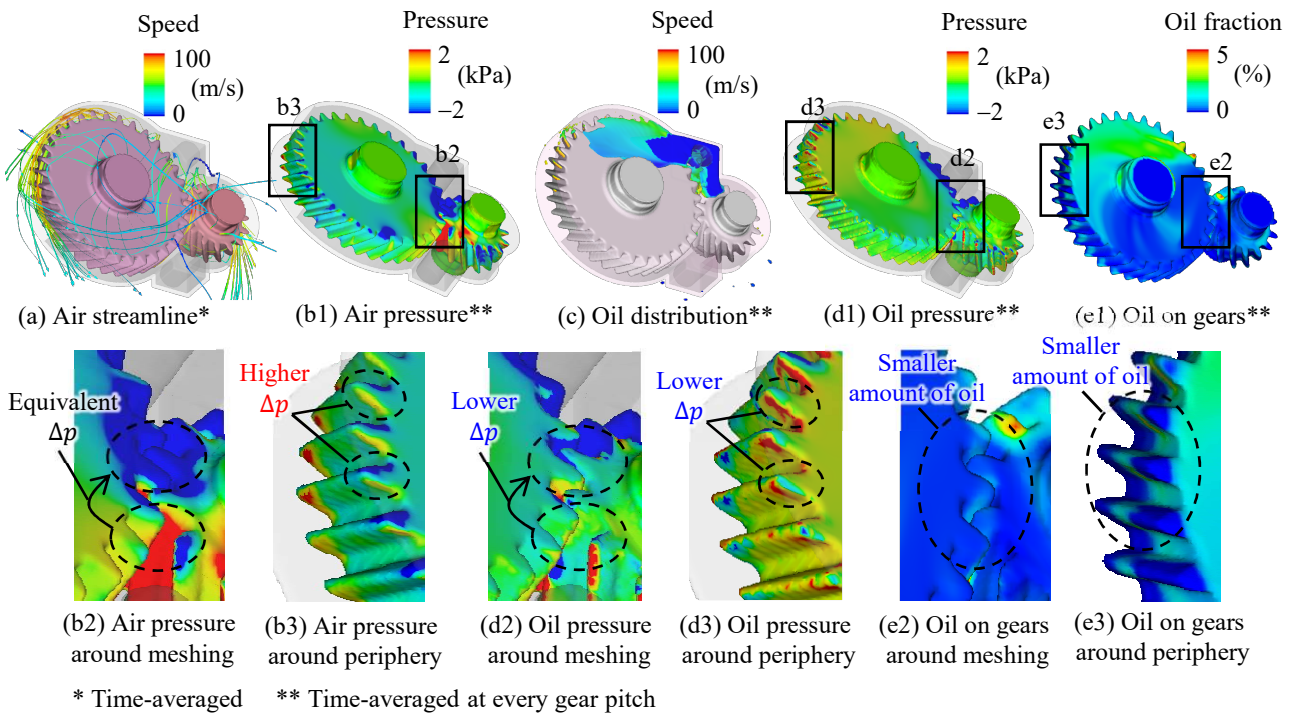 Speed
100
(m/s)
0
Pressure
2
(kPa)
−2
Speed
100
(m/s)
0
Pressure
2
(kPa)
−2
Oil fraction
5
(%)
0
b3
b2
d3
d2
e3
e2
(a) Air streamline*
(b1) Air pressure**
(c) Oil distribution**
(d1) Oil pressure**
(e1) Oil on gears**
Equivalent
Δp
Higher
Δp
Lower
Δp
Lower
Δp
Smaller
amount of oil
Smaller
amount of oil
(b2) Air pressure
around meshing
(b3) Air pressure
around periphery
(d2) Oil pressure
around meshing
(d3) Oil pressure
around periphery
(e2) Oil on gears
around meshing
(e3) Oil on gears
around periphery
* Time-averaged
** Time-averaged at every gear pitch